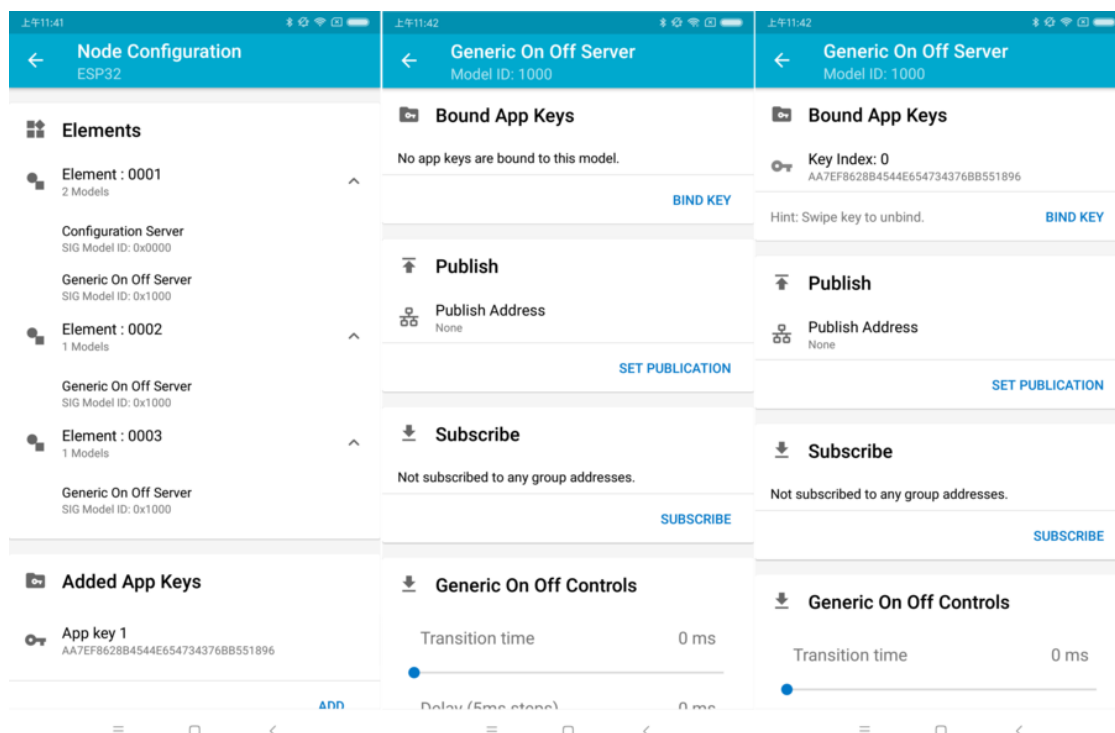 上午11:41
Node Configuration
ESP32
Elements
Element : 0001
2 Models
Configuration Server
SIG Model ID: 0x0000
Generic On Off Server
SIG Model ID: 0x1000
Element : 0002
1 Models
Generic On Off Server
SIG Model ID: 0x1000
Element : 0003
1 Models
Generic On Off Server
SIG Model ID: 0x1000
Added App Keys
App key 1
AA7EF8628B4544E654734376BB551896
ADD
上午11:42
Generic On Off Server
Model ID: 1000
Bound App Keys
No app keys are bound to this model.
BIND KEY
Publish
Publish Address
None
SET PUBLICATION
Subscribe
Not subscribed to any group addresses.
SUBSCRIBE
Generic On Off Controls
Transition time 0 ms
Delay (5ms steps) 0 ms
上午11:42
Generic On Off Server
Model ID: 1000
Bound App Keys
Key Index: 0
AA7EF8628B4544E654734376BB551896
Hint: Swipe key to unbind. BIND KEY
Publish
Publish Address
None
SET PUBLICATION
Subscribe
Not subscribed to any group addresses.
SUBSCRIBE
Generic On Off Controls
Transition time 0 ms